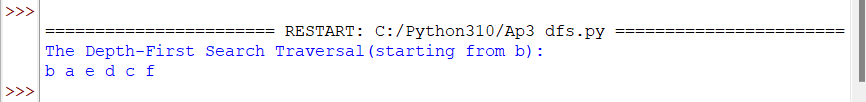 >>>
======================== RESTART: C:/Python310/Ap3 dfs.py ========================
The Depth-First Search Traversal(starting from b):
b a e d c f
>>>